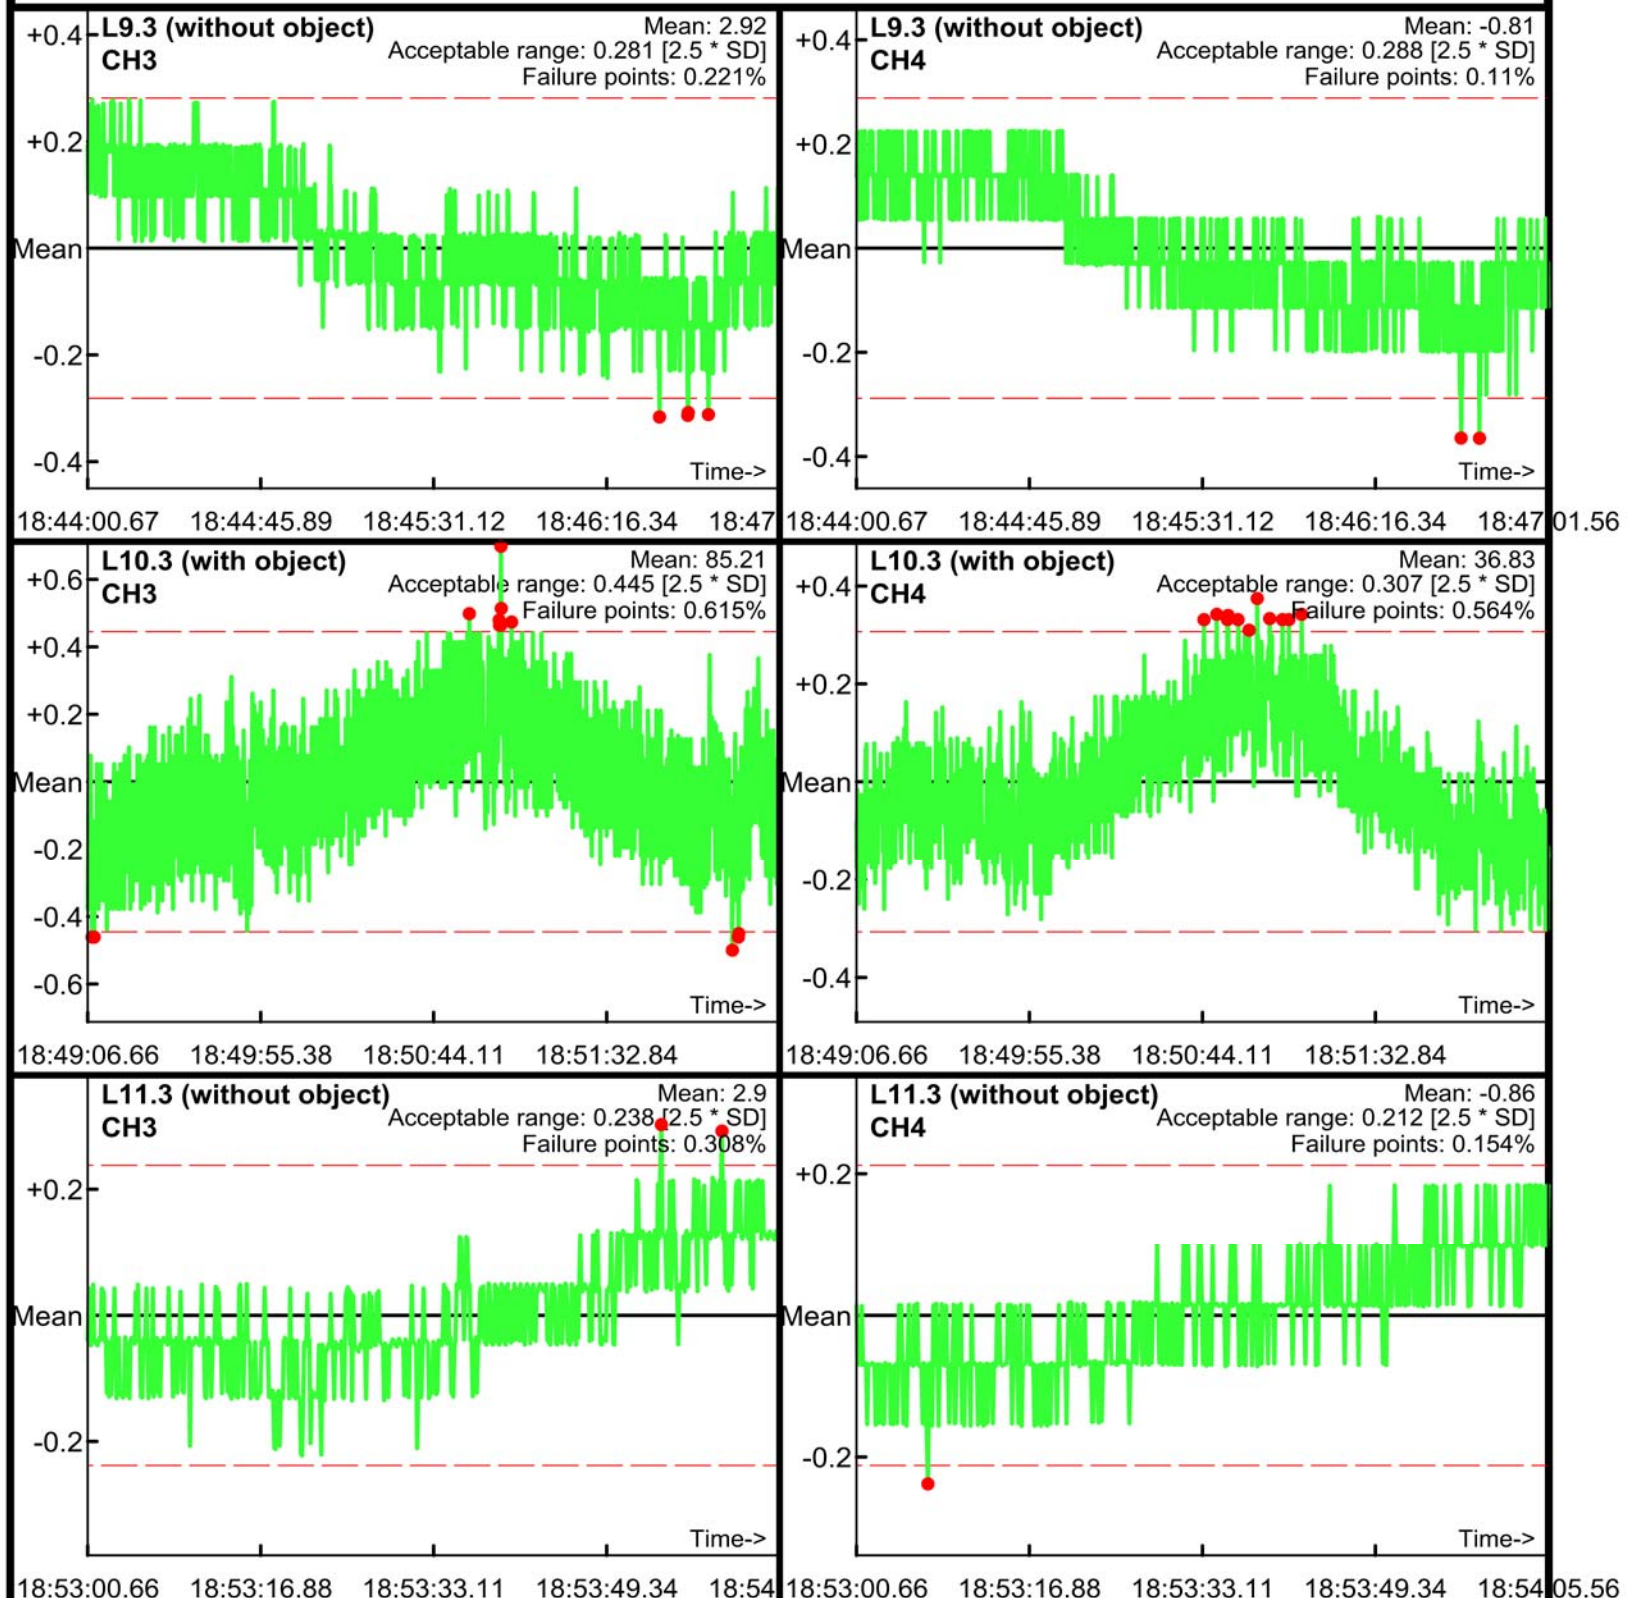 L9.3 (without object)
CH3
Mean: 2.92
Acceptable range: 0.281 [2.5 * SD]
Failure points: 0.221%
+0.4
+0.2
Mean
-0.2
-0.4
Time->
18:44:00.67 18:44:45.89 18:45:31.12 18:46:16.34 18:47
L9.3 (without object)
CH4
Mean: -0.81
Acceptable range: 0.288 [2.5 * SD]
Failure points: 0.11%
+0.4
+0.2
Mean
-0.2
-0.4
Time->
18:44:00.67 18:44:45.89 18:45:31.12 18:46:16.34 18:47:01.56
L10.3 (with object)
CH3
Mean: 85.21
Acceptable range: 0.445 [2.5 * SD]
Failure points: 0.615%
+0.6
+0.4
+0.2
Mean
-0.2
-0.4
-0.6
Time->
18:49:06.66 18:49:55.38 18:50:44.11 18:51:32.84
L10.3 (with object)
CH4
Mean: 36.83
Acceptable range: 0.307 [2.5 * SD]
Failure points: 0.564%
+0.4
+0.2
Mean
-0.2
-0.4
Time->
18:49:06.66 18:49:55.38 18:50:44.11 18:51:32.84
L11.3 (without object)
CH3
Mean: 2.9
Acceptable range: 0.238 [2.5 * SD]
Failure points: 0.308%
+0.2
Mean
-0.2
Time->
18:53:00.66 18:53:16.88 18:53:33.11 18:53:49.34 18:54
L11.3 (without object)
CH4
Mean: -0.86
Acceptable range: 0.212 [2.5 * SD]
Failure points: 0.154%
+0.2
Mean
-0.2
Time->
18:53:00.66 18:53:16.88 18:53:33.11 18:53:49.34 18:54:05.56